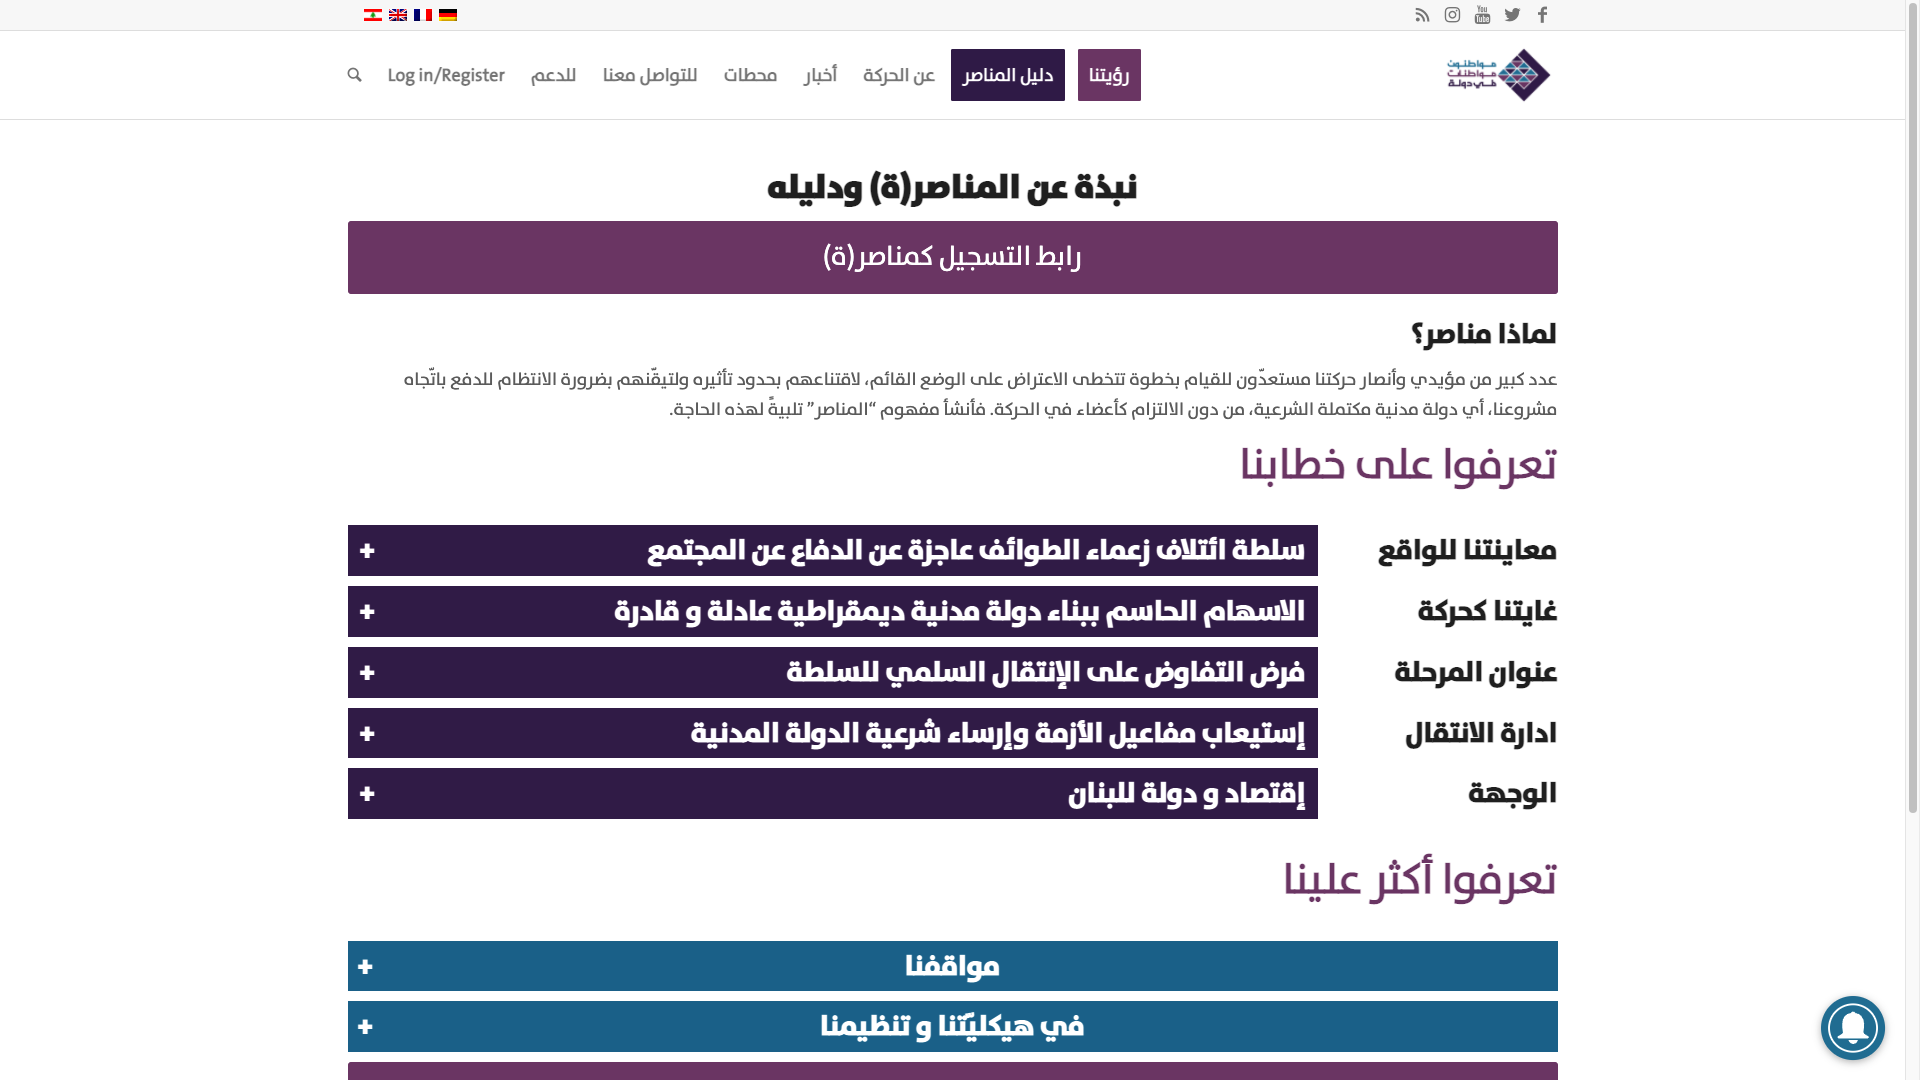 مواطنون
مواطنات
في دولة
رؤيتنا
دليل المناصر
عن الحركة
أخبار
محطات
للتواصل معنا
للدعم
Log in/Register
نبذة عن المناصر(ة) ودليله
رابط التسجيل كمناصر(ة)
لماذا مناصر؟
عدد كبير من مؤيدي وأنصار حركتنا مستعدّون للقيام بخطوة تتخطى الاعتراض على الوضع القائم، لاقتناعهم بحدود تأثيره ولتيقّنهم بضرورة الانتظام للدفع باتّجاه
مشروعنا، أي دولة مدنية مكتملة الشرعية، من دون الالتزام كأعضاء في الحركة. فأنشأ مفهوم “المناصر” تلبيةً لهذه الحاجة.
تعرفوا على خطابنا
معاينتنا للواقع
سلطة ائتلاف زعماء الطوائف عاجزة عن الدفاع عن المجتمع +
غايتنا كحركة
الاسهام الحاسم ببناء دولة مدنية ديمقراطية عادلة و قادرة +
عنوان المرحلة
فرض التفاوض على الإنتقال السلمي للسلطة +
ادارة الانتقال
إستيعاب مفاعيل الأزمة وإرساء شرعية الدولة المدنية +
الوجهة
إقتصاد و دولة للبنان +
تعرفوا أكثر علينا
مواقفنا +
في هيكليّتنا و تنظيمنا +